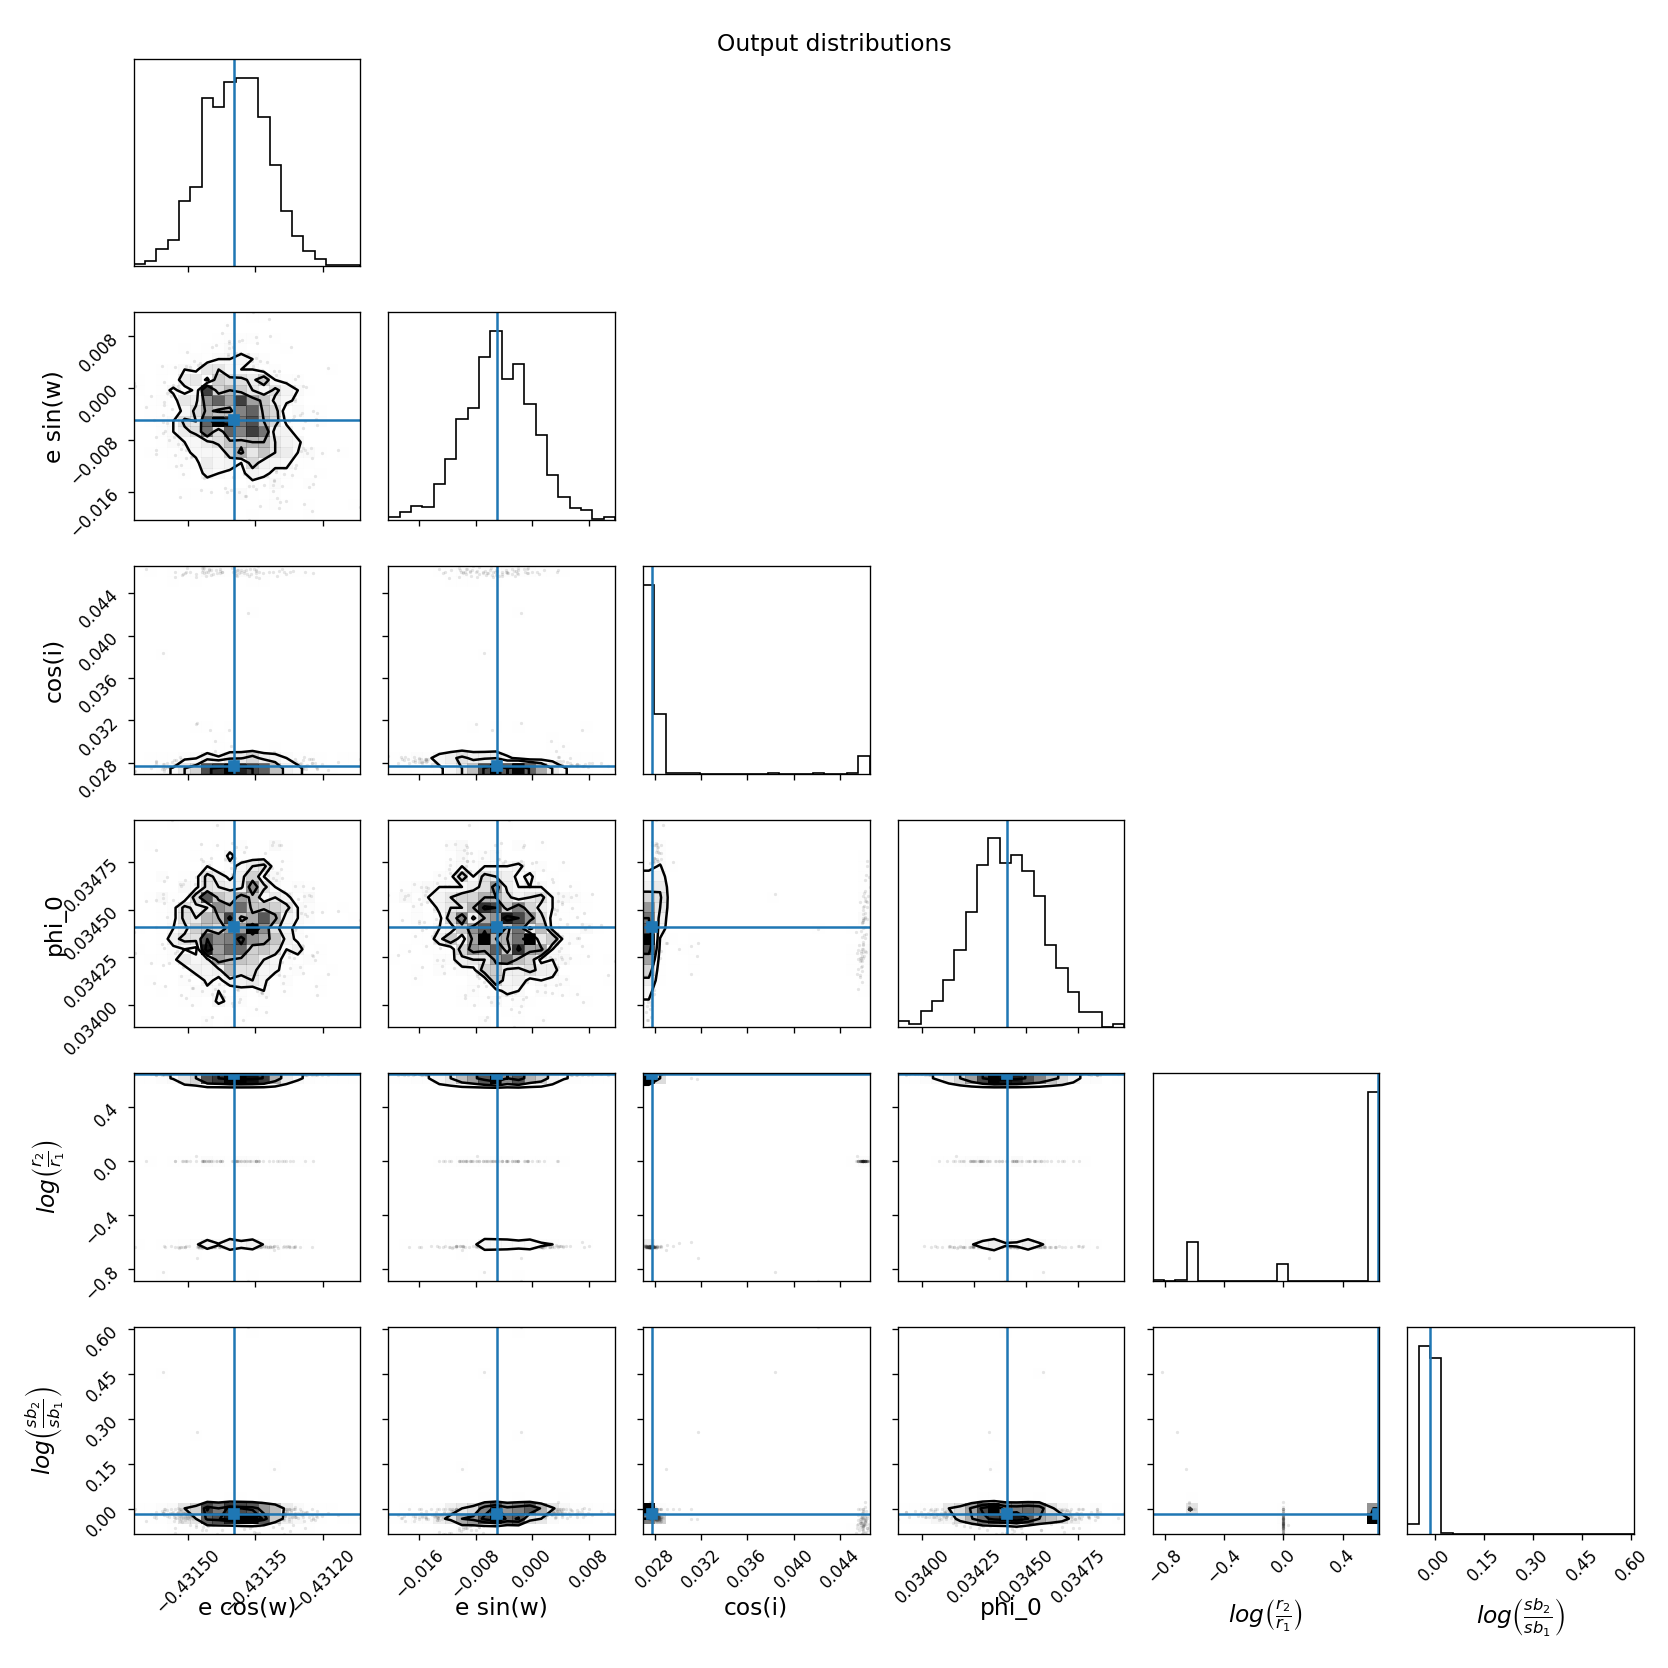 Output distributions
e sin(w)
0.008
0.000
−0.008
−0.016
cos(i)
0.044
0.040
0.036
0.032
0.028
phi_0
0.03475
0.03450
0.03425
0.03400
log(r2/r1)
0.4
0.0
−0.4
−0.8
log(sb2/sb1)
0.60
0.45
0.30
0.15
0.00
−0.43150 −0.43135 −0.43120
e cos(w)
−0.016 −0.008 0.000 0.008
e sin(w)
0.028 0.032 0.036 0.040 0.044
cos(i)
0.03400 0.03425 0.03450 0.03475
phi_0
−0.8 −0.4 0.0 0.4
log(r2/r1)
0.00 0.15 0.30 0.45 0.60
log(sb2/sb1)